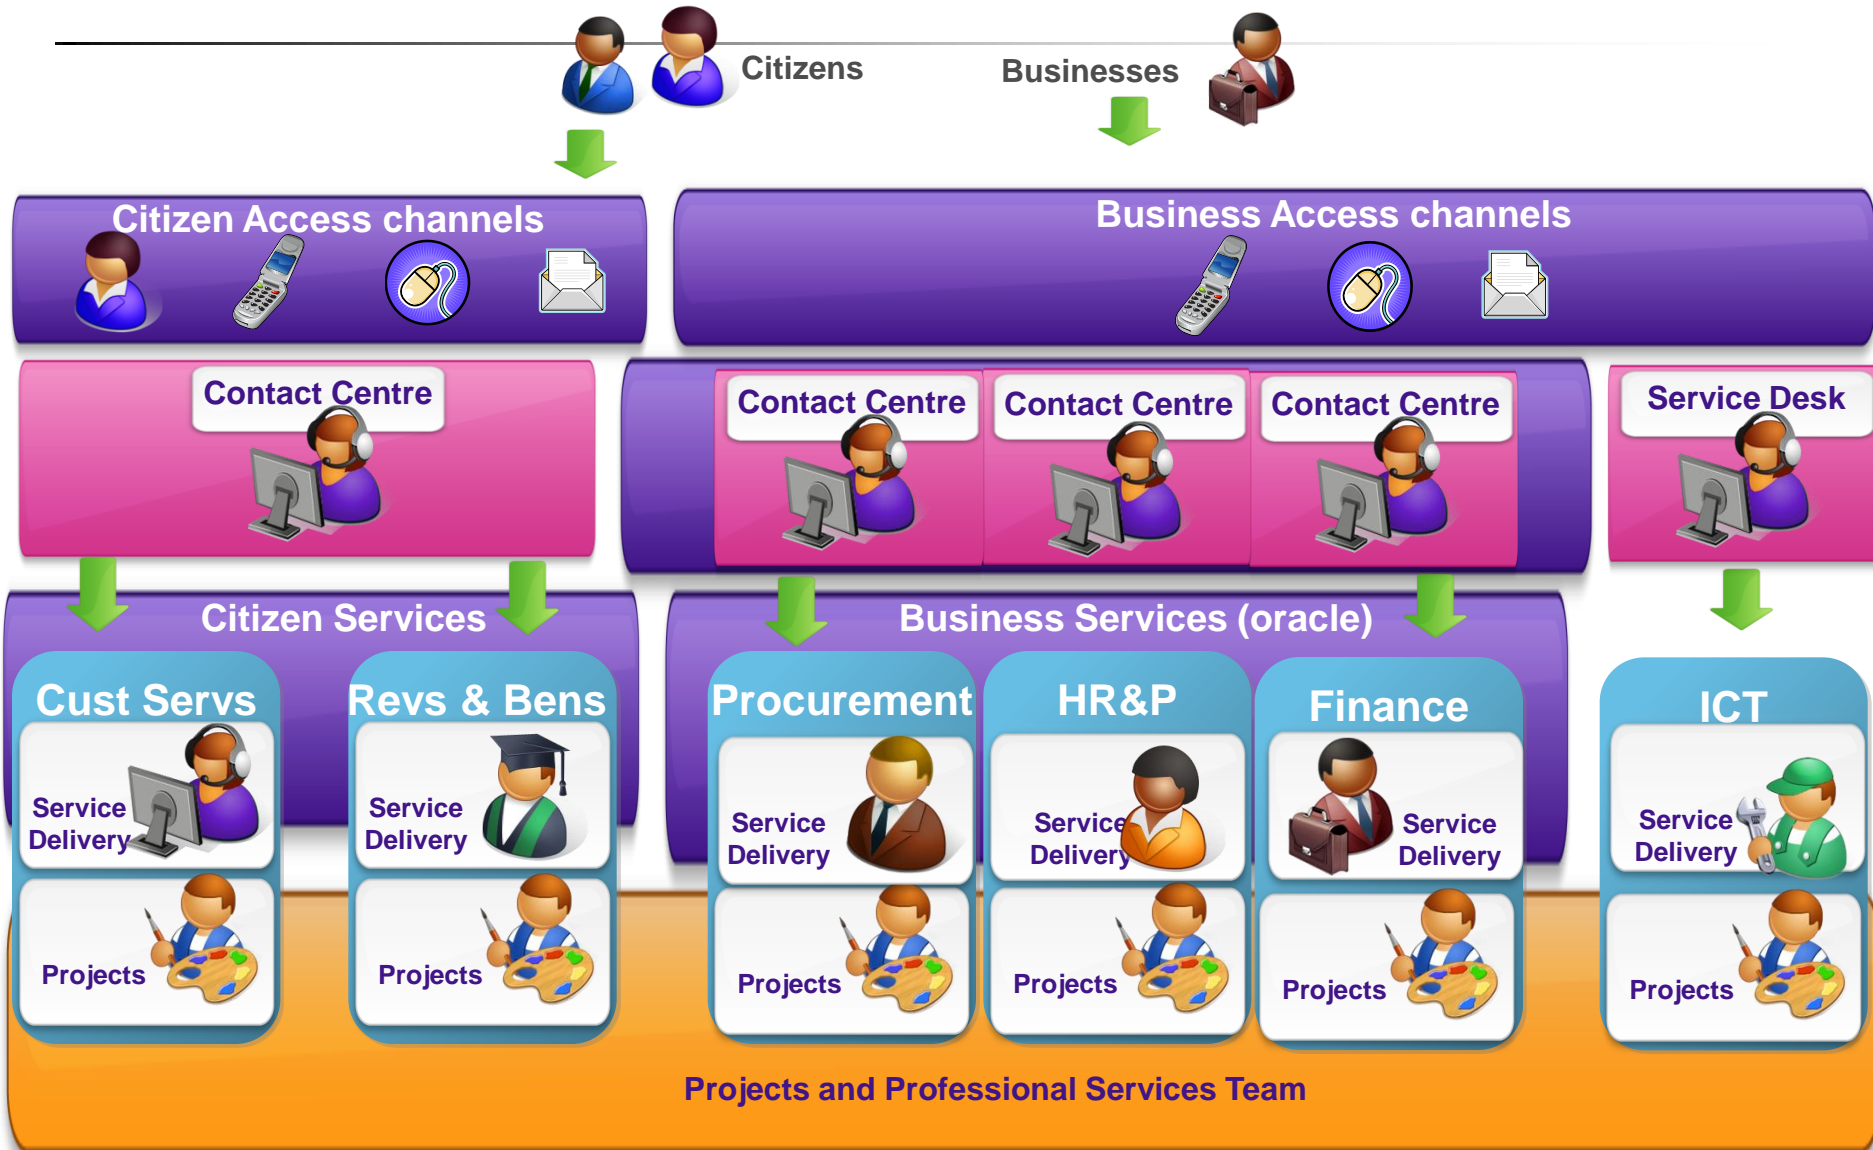 Citizens
Businesses
Citizen Access channels
Business Access channels
Contact Centre
Contact Centre
Contact Centre
Contact Centre
Service Desk
Citizen Services
Business Services (oracle)
Cust Servs
Revs & Bens
Procurement
HR&P
Finance
ICT
Service
Delivery
Service
Delivery
Service
Delivery
Service
Delivery
Service
Delivery
Service
Delivery
Projects
Projects
Projects
Projects
Projects
Projects
Projects and Professional Services Team